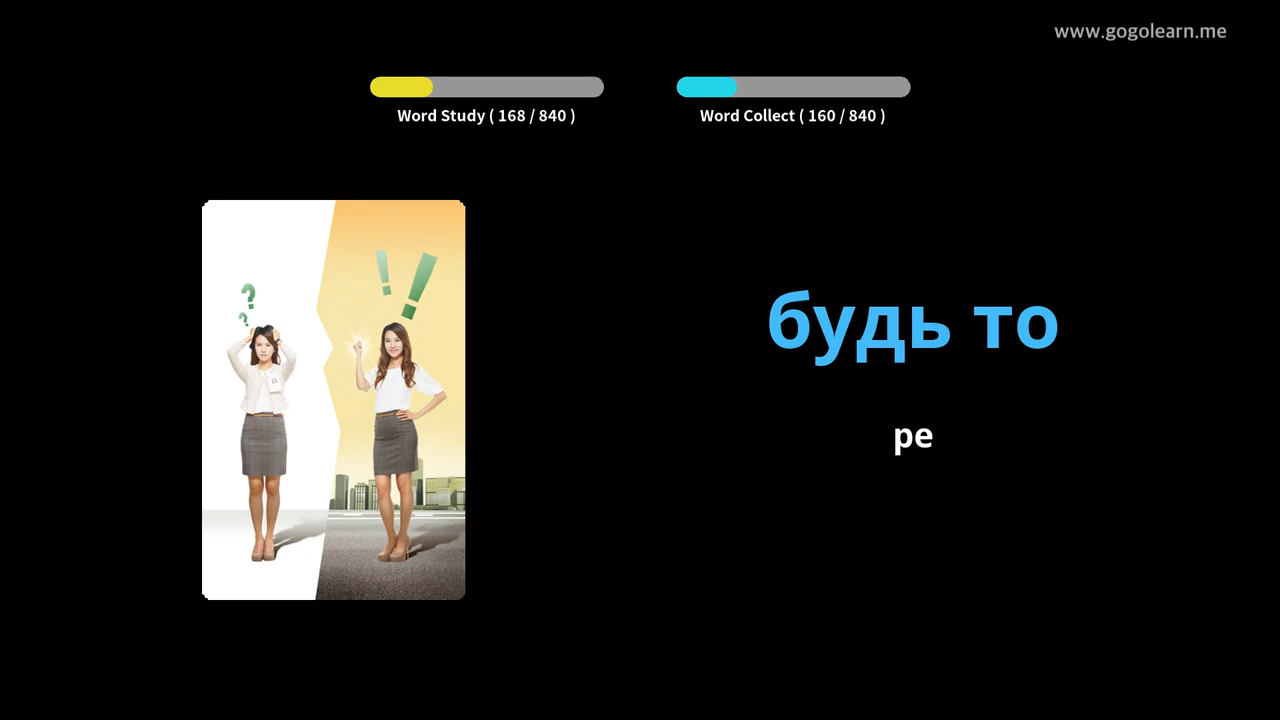 www.gogolearn.me
Word Study ( 168 / 840 )
Word Collect ( 160 / 840 )
? ?
! !
будь то
ре